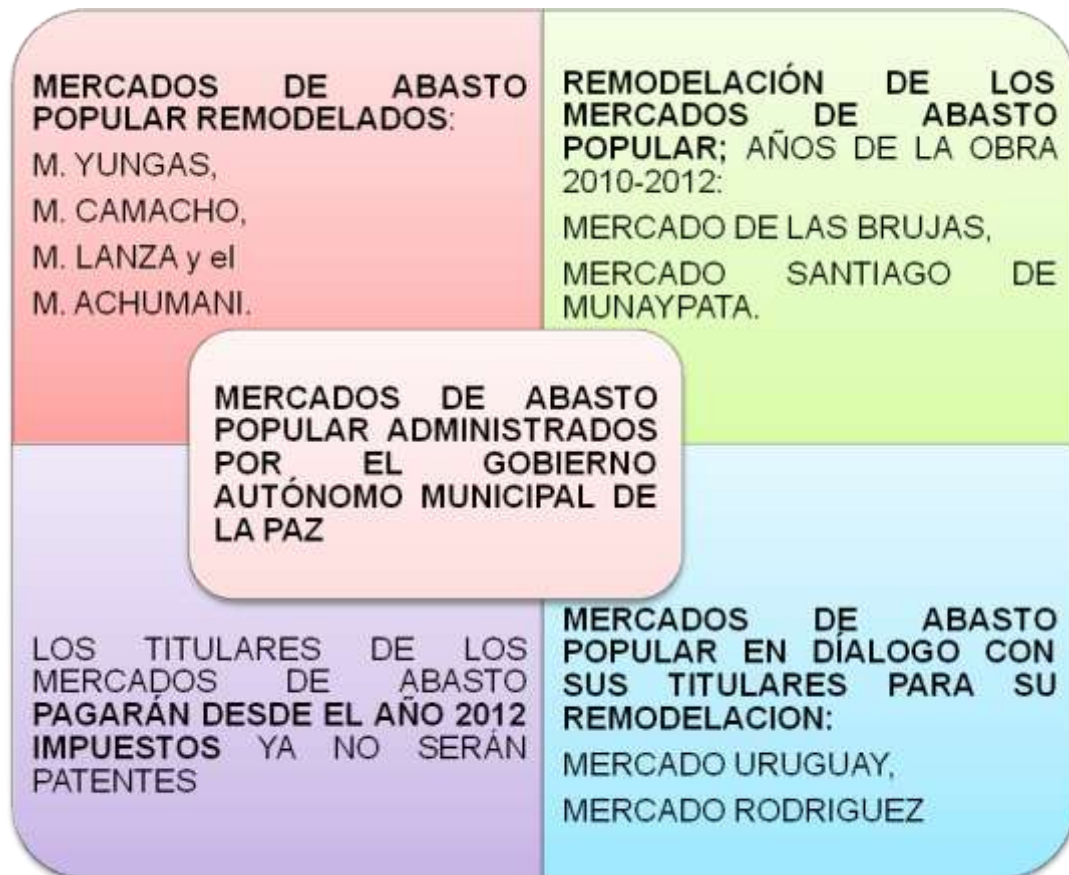 MERCADOS DE ABASTO
POPULAR REMODELADOS:
M. YUNGAS,
M. CAMACHO,
M. LANZA y el
M. ACHUMANI.
REMODELACIÓN DE LOS
MERCADOS DE ABASTO
POPULAR; AÑOS DE LA OBRA
2010-2012:
MERCADO DE LAS BRUJAS,
MERCADO SANTIAGO DE
MUNAYPATA.
MERCADOS DE ABASTO
POPULAR ADMINISTRADOS
POR EL GOBIERNO
AUTÓNOMO MUNICIPAL DE
LA PAZ
LOS TITULARES DE LOS
MERCADOS DE ABASTO
PAGARÁN DESDE EL AÑO 2012
IMPUESTOS YA NO SERÁN
PATENTES
MERCADOS DE ABASTO
POPULAR EN DÍALOGO CON
SUS TITULARES PARA SU
REMODELACION:
MERCADO URUGUAY,
MERCADO RODRIGUEZ